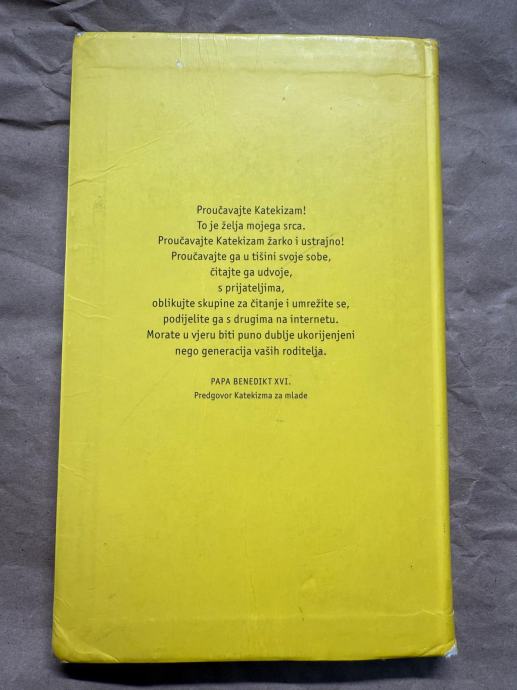 Proučavajte Katekizam!
To je želja mojega srca.
Proučavajte Katekizam žarko i ustrajno!
Proučavajte ga u tišini svoje sobe,
čitajte ga udvoje,
s prijateljima,
oblikujte skupine za čitanje i umrežite se,
podijelite ga s drugima na internetu.
Morate u vjeru biti puno dublje ukorijenjeni
nego generacija vaših roditelja.
PAPA BENEDIKT XVI.
Predgovor Katekizma za mlade